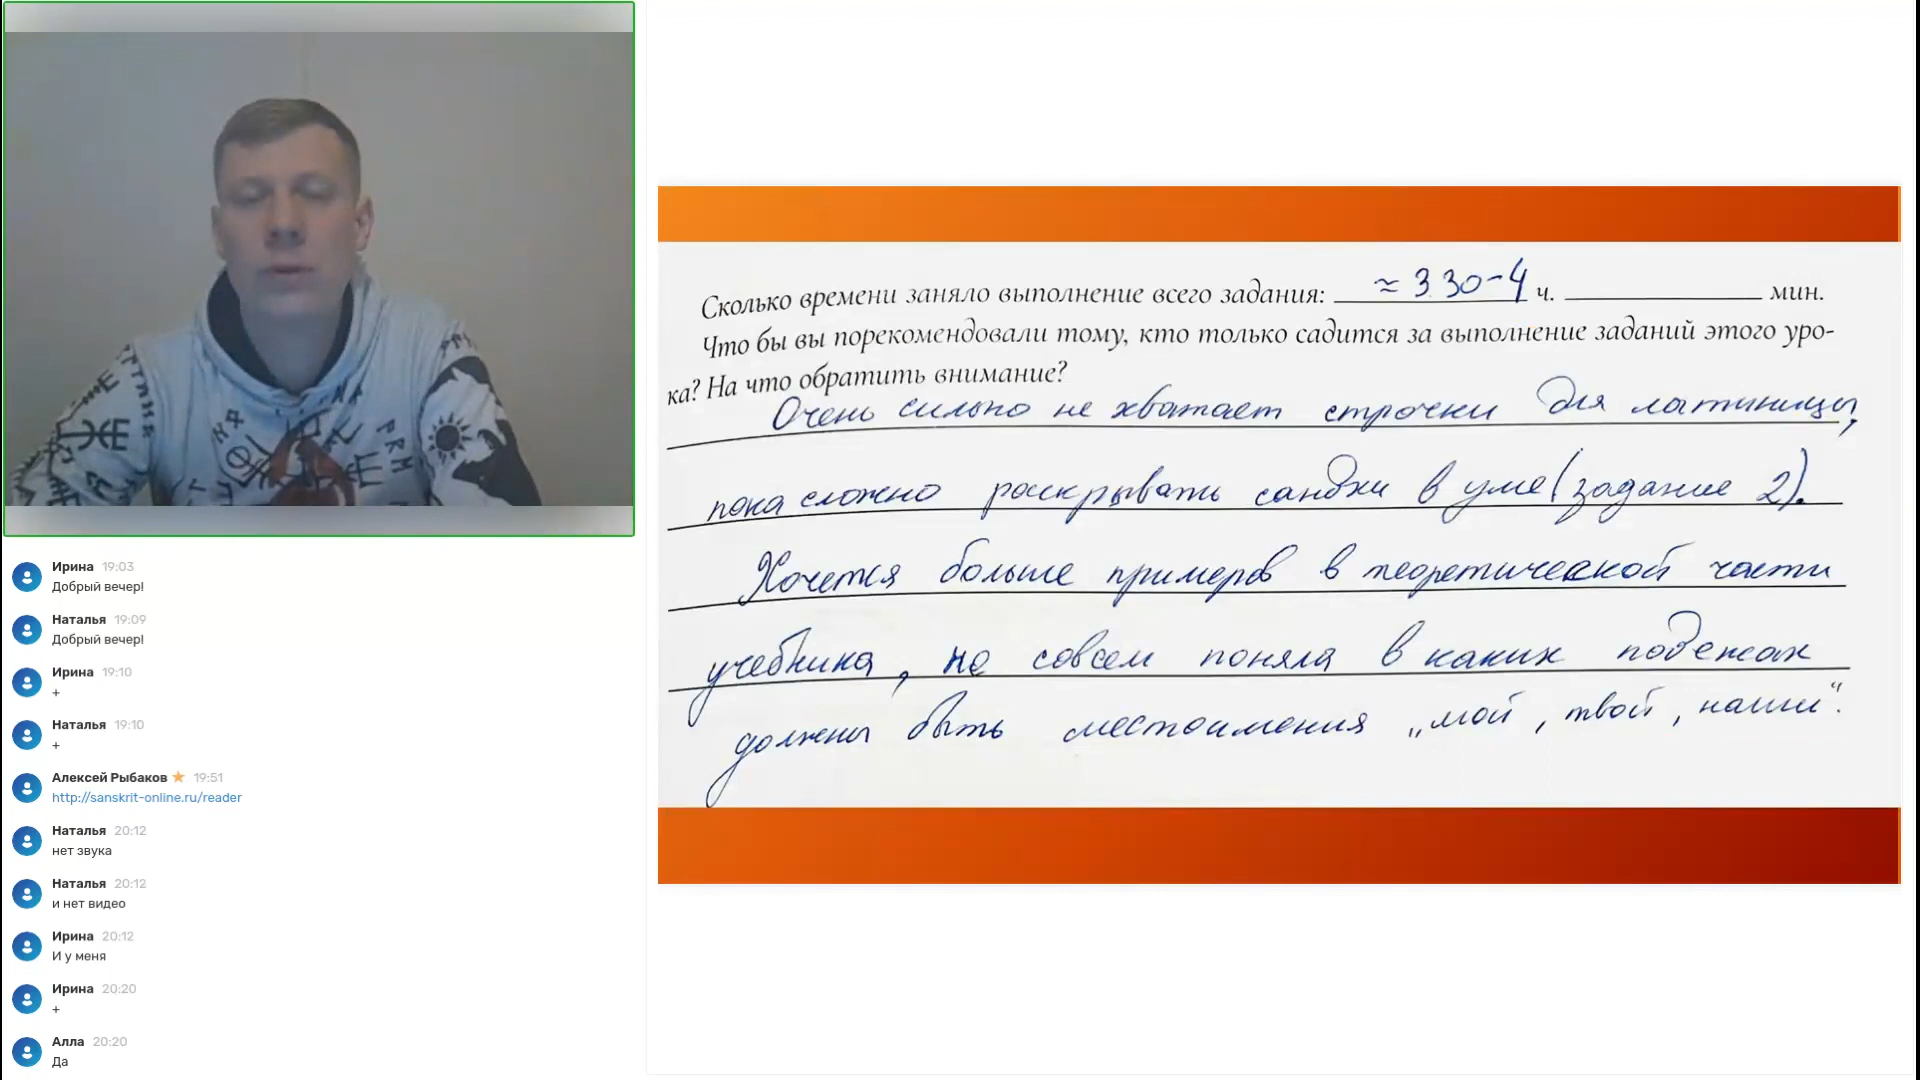 Ирина 19:03
Добрый вечер!
Наталья 19:09
Добрый вечер!
Ирина 19:10
+
Наталья 19:10
+
Алексей Рыбаков 19:51
http://sanskrit-online.ru/reader
Наталья 20:12
нет звука
Наталья 20:12
и нет видео
Ирина 20:12
И у меня
Ирина 20:20
+
Алла 20:20
Да
Сколько времени заняло выполнение всего задания: ≈ 3.30-4 ч. мин.
Что бы вы порекомендовали тому, кто только садится за выполнение заданий этого уро-
ка? На что обратить внимание?
Очень сильно не хватает строчки для латиницы,
пока сложно раскрывать сандхи в уме (задание 2).
Хочется больше примеров в теоретической части
учебника, не совсем поняла в каких падежах
должны быть местоимения „мой, твой, наши“.